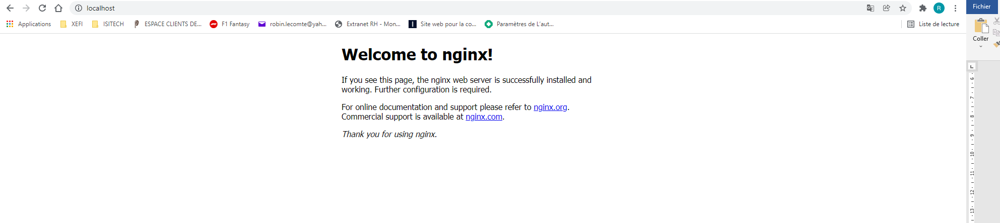 localhost
Fichier
Applications
XEFI
ISITECH
ESPACE CLIENTS DE...
F1 Fantasy
robin.lecomte@yah...
Extranet RH - Mon...
Site web pour la co...
Paramètres de L'aut...
Liste de lecture
R
Coller
Welcome to nginx!
If you see this page, the nginx web server is successfully installed and
working. Further configuration is required.
For online documentation and support please refer to nginx.org.
Commercial support is available at nginx.com.
Thank you for using nginx.
6
7
8
9
10
11
12
13